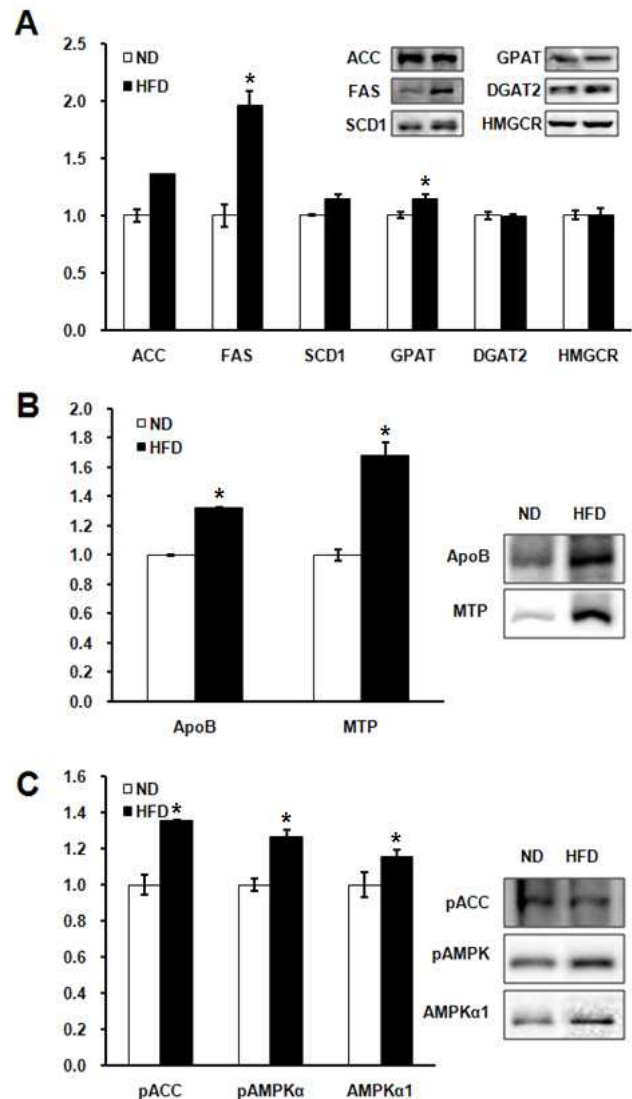 A
2.5
2.0
1.5
1.0
0.5
0.0
ND
HFD
*
*
ACC
FAS
SCD1
GPAT
DGAT2
HMGCR
ACC FAS SCD1 GPAT DGAT2 HMGCR
B
2.0
1.8
1.6
1.4
1.2
1.0
0.8
0.6
0.4
0.2
0.0
ND
HFD
*
*
ApoB MTP
ND HFD
ApoB
MTP
C
1.6
1.4
1.2
1.0
0.8
0.6
0.4
0.2
0.0
ND
HFD
*
*
*
pACC pAMPKα AMPKα1
ND HFD
pACC
pAMPK
AMPKα1